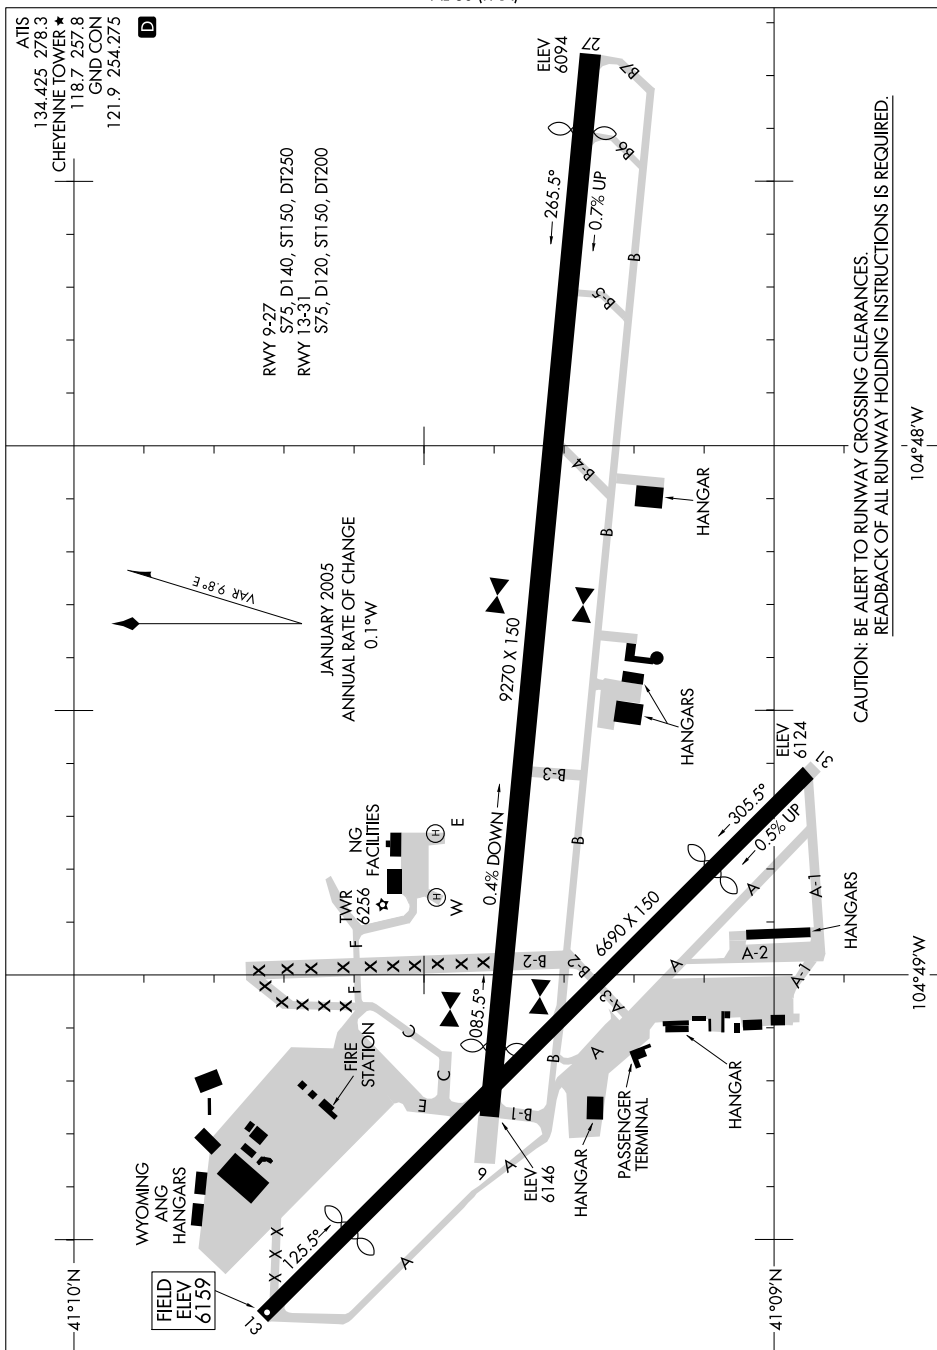 ATIS
134.425 278.3
CHEYENNE TOWER ★
118.7 257.8
GND CON
121.9 254.275
D
RWY 9-27
S75, D140, ST150, DT250
RWY 13-31
S75, D120, ST150, DT200
JANUARY 2005
ANNUAL RATE OF CHANGE
0.1°W
VAR 9.8° E
WYOMING
ANG
HANGARS
FIRE
STATION
TWR
6256
NG
FACILITIES
H
H
W
E
FIELD
ELEV
6159
13
125.5°
X X X
X X X X X
X X X X X X X X X
F
F
C
C
E
9
ELEV
6146
085.5°
0.4% DOWN
9270 X 150
265.5°
0.7% UP
ELEV
6094
27
B7
B6
B-5
B-4
B-3
B-2
B-2
B-1
B
B
B
B
B
A
A
A
A
A
A-3
A-2
A-1
A-1
6690 X 150
305.5°
0.5% UP
ELEV
6124
31
HANGAR
PASSENGER
TERMINAL
HANGAR
HANGARS
HANGARS
HANGAR
41°10'N
41°09'N
104°49'W
104°48'W
CAUTION: BE ALERT TO RUNWAY CROSSING CLEARANCES.
READBACK OF ALL RUNWAY HOLDING INSTRUCTIONS IS REQUIRED.